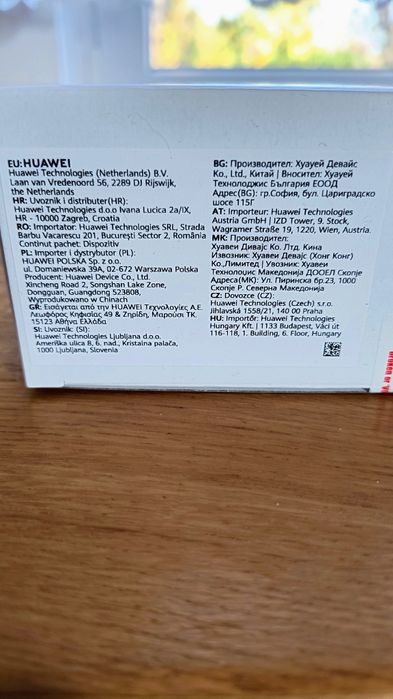 EU:HUAWEI
Huawei Technologies (Netherlands) B.V.
Laan van Vredenoord 56, 2289 DJ Rijswijk,
the Netherlands
HR: Uvoznik i distributer(HR):
Huawei Technologies d.o.o Ivana Lucica 2a/IX,
HR - 10000 Zagreb, Croatia
RO: Importator: Huawei Technologies SRL, Strada
Barbu Vacarescu 201, Bucureşti Sector 2, România
Continut pachet: Dispozitiv
PL: Importer i dystrybutor (PL):
HUAWEI POLSKA Sp. z o.o.
ul. Domaniewska 39A, 02-672 Warszawa Polska
Producent: Huawei Device Co., Ltd.
Xincheng Road 2, Songshan Lake Zone,
Dongguan, Guangdong 523808,
Wyprodukowano w Chinach
GR: Εισάγεται από την HUAWEI Τεχνολογίες Α.Ε.
Λεωφόρος Κηφισίας 49 & Ζηρίδη, Μαρούσι ΤΚ.
15123 Αθήνα Ελλάδα
SI: Uvoznik: (SI):
Huawei Technologies Ljubljana d.o.o.
Ameriška ulica 8, 6. nad., Kristalna palača,
1000 Ljubljana, Slovenia
BG: Производител: Хуауей Девайс
Ко., Лтд., Китай | Вносител: Хуауей
Технолоджис България ЕООД
Адрес(BG): гр.София, бул. Цариградско
шосе 115Г
AT: Importeur: Huawei Technologies
Austria GmbH | IZD Tower, 9. Stock,
Wagramer Straße 19, 1220, Wien, Austria.
MK: Производител:
Хуавеи Дивајс Ко. Лтд. Кина
Извозник: Хуавеи Девајс (Хонг Конг)
Ко.,Лимитед | Увозник: Хуавеи
Технолоџис Македонија ДООЕЛ Скопје
Адреса(МК): Ул. Пиринска бр.23, 1000
Скопје Р. Северна Македонија
CZ: Dovozce (CZ):
Huawei Technologies (Czech) s.r.o.
Jihlavská 1558/21, 140 00 Praha
HU: Importőr: Huawei Technologies
Hungary Kft. | 1133 Budapest, Váci út
116-118, 1. Building, 6. Floor, Hungary